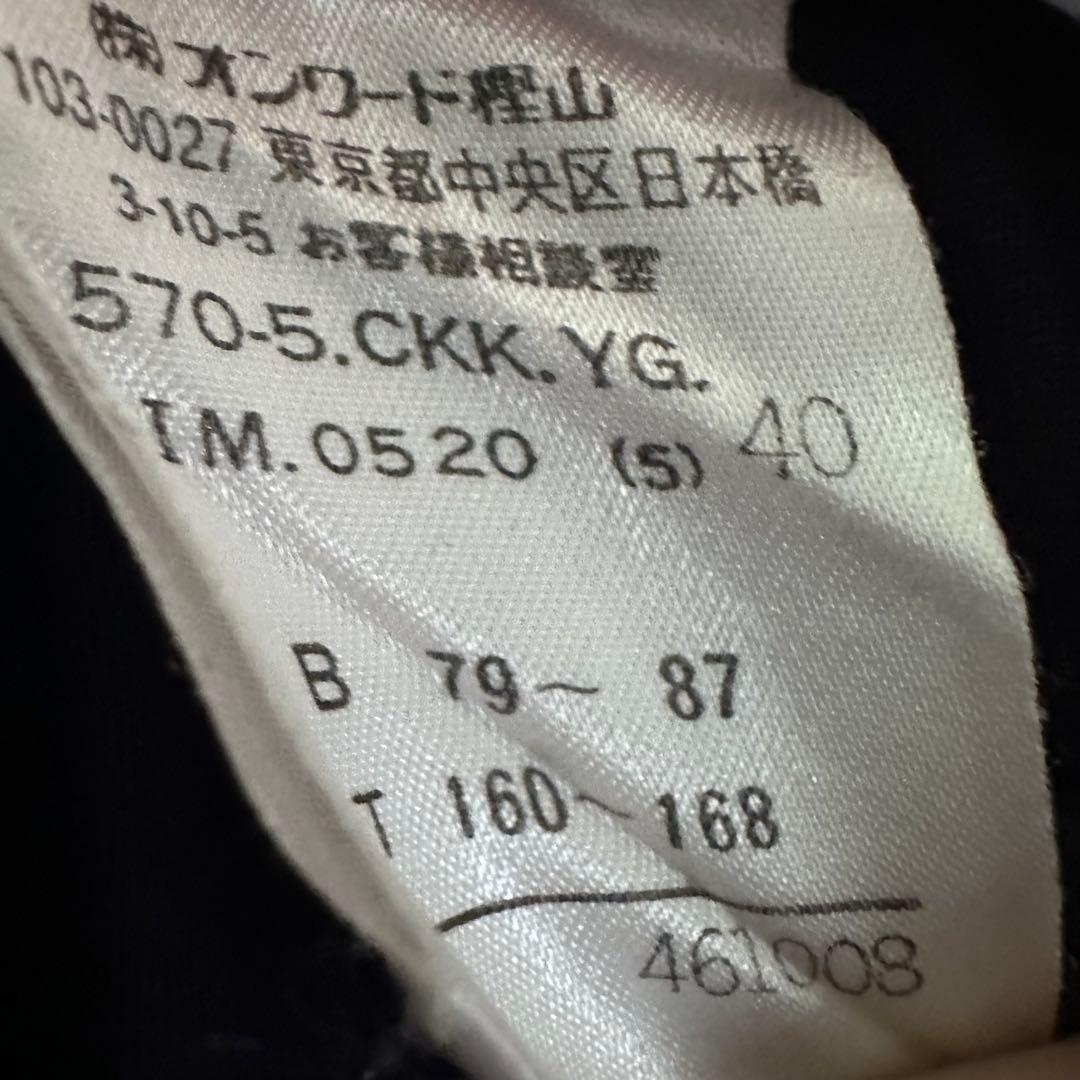 ㈱オンワード樫山
103-0027 東京都中央区日本橋
3-10-5 お客様相談室
570-5.CKK.YG.
IM.0520 (S) 40
B 79~ 87
T 160~168
461008